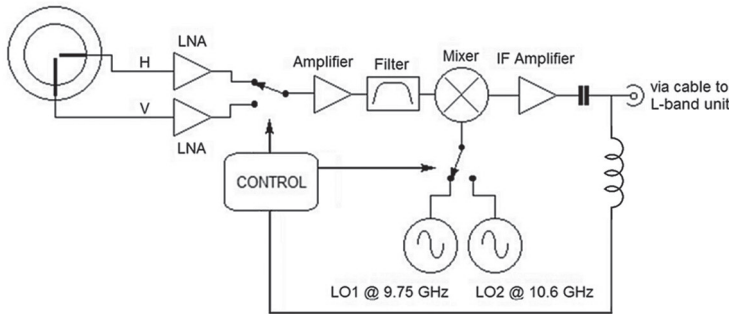 LNA
H
V
LNA
Amplifier
Filter
Mixer
IF Amplifier
via cable to
L-band unit
CONTROL
LO1 @ 9.75 GHz
LO2 @ 10.6 GHz